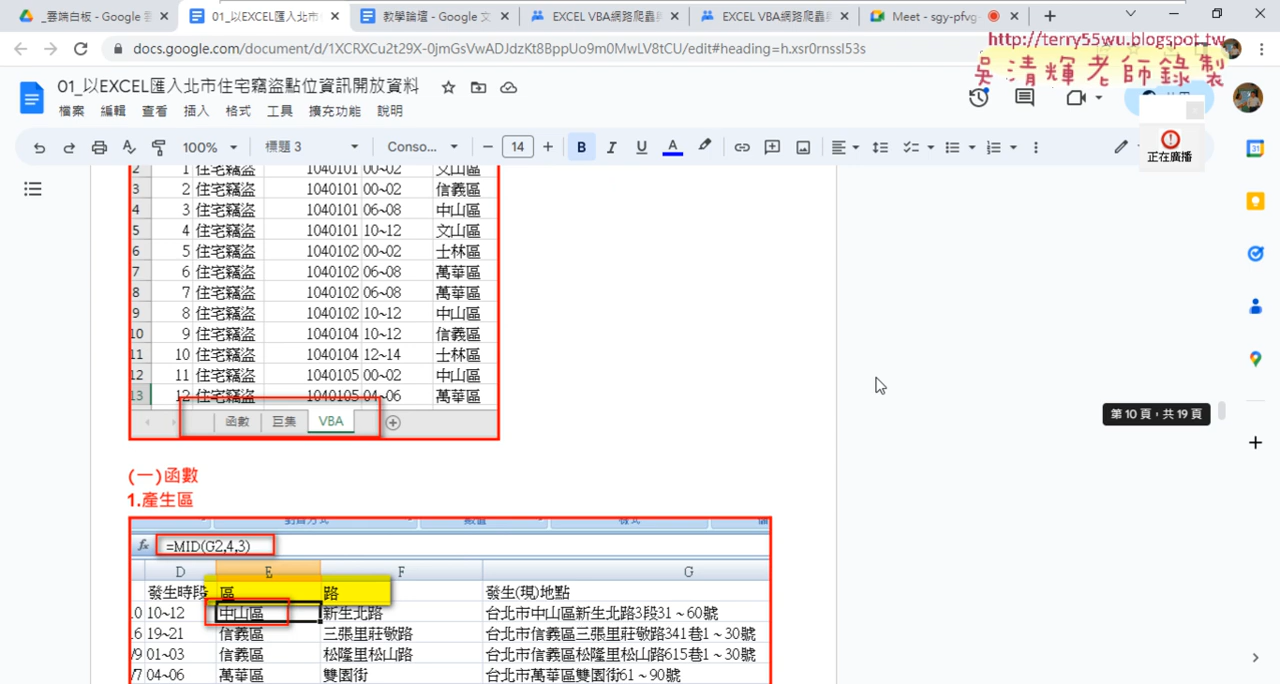 _雲端白板 - Google 雲
01_以EXCEL匯入北市
教學論壇 - Google 文
EXCEL VBA網路爬蟲
EXCEL VBA網路爬蟲
Meet - sgy-pfvg
docs.google.com/document/d/1XCRXCu2t29X-0jmGsVwADJdzKt8BppUo9m0MwLV8tCU/edit#heading=h.xsr0rnssl53s
http://terry55wu.blogspot.tw
吳清輝老師錄製
01_以EXCEL匯入北市住宅竊盜點位資訊開放資料
檔案 編輯 查看 插入 格式 工具 擴充功能 說明
100% 標題 3 Conso... 14 B I U A
正在廣播
2 1 住宅竊盜 1040101 00~02 文山區
3 2 住宅竊盜 1040101 00~02 信義區
4 3 住宅竊盜 1040101 06~08 中山區
5 4 住宅竊盜 1040101 10~12 文山區
6 5 住宅竊盜 1040102 00~02 士林區
7 6 住宅竊盜 1040102 06~08 萬華區
8 7 住宅竊盜 1040102 06~08 萬華區
9 8 住宅竊盜 1040102 10~12 中山區
10 9 住宅竊盜 1040104 10~12 信義區
11 10 住宅竊盜 1040104 12~14 士林區
12 11 住宅竊盜 1040105 00~02 中山區
13 12 住宅竊盜 1040105 04~06 萬華區
函數 巨集 VBA
第 10 頁，共 19 頁
(一)函數
1.產生區
對齊方式 數值 樣式
fx =MID(G2,4,3)
D E F G
發生時段 區 路 發生(現)地點
10 10~12 中山區 新生北路 台北市中山區新生北路3段31～60號
6 19~21 信義區 三張里莊敬路 台北市信義區三張里莊敬路341巷1～30號
/9 01~03 信義區 松隆里松山路 台北市信義區松隆里松山路615巷1～30號
/7 04~06 萬華區 雙園街 台北市萬華區雙園街61～90號